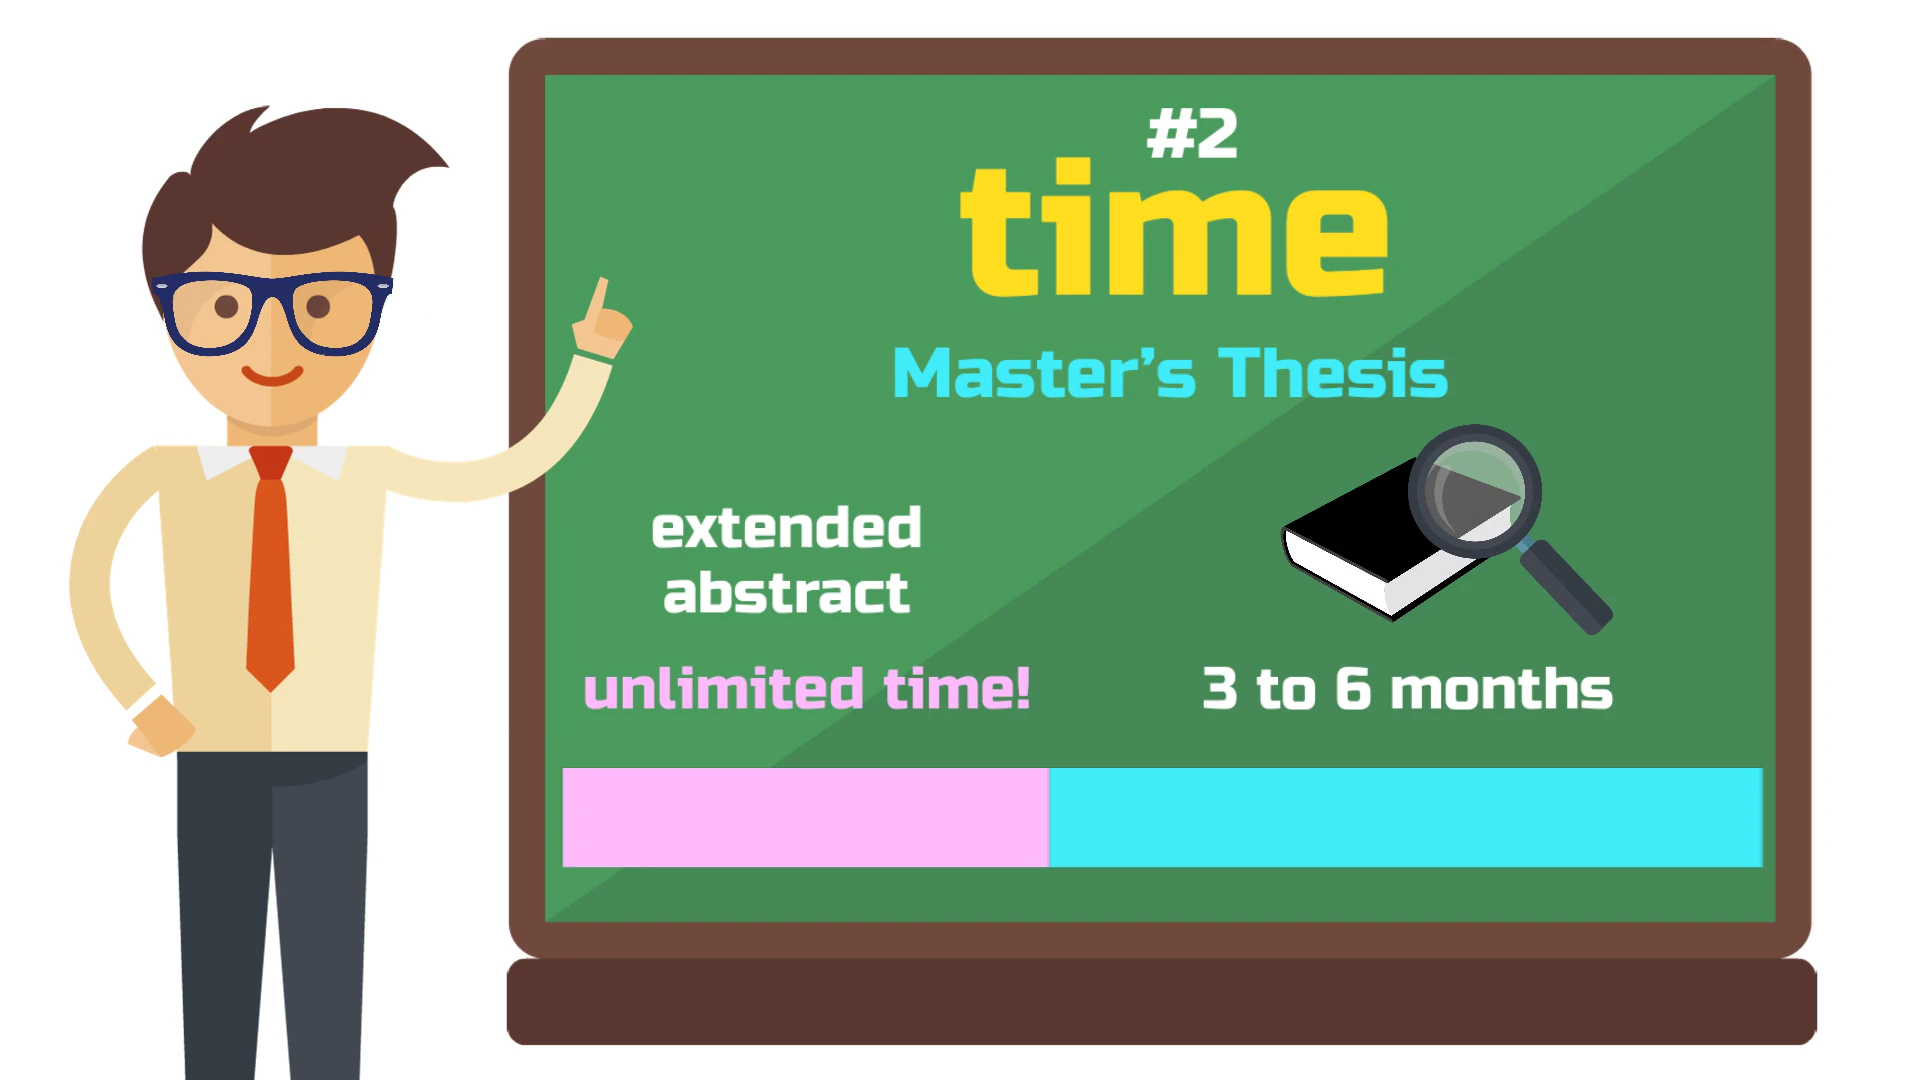 #2
time
Master's Thesis
extended
abstract
unlimited time!
3 to 6 months